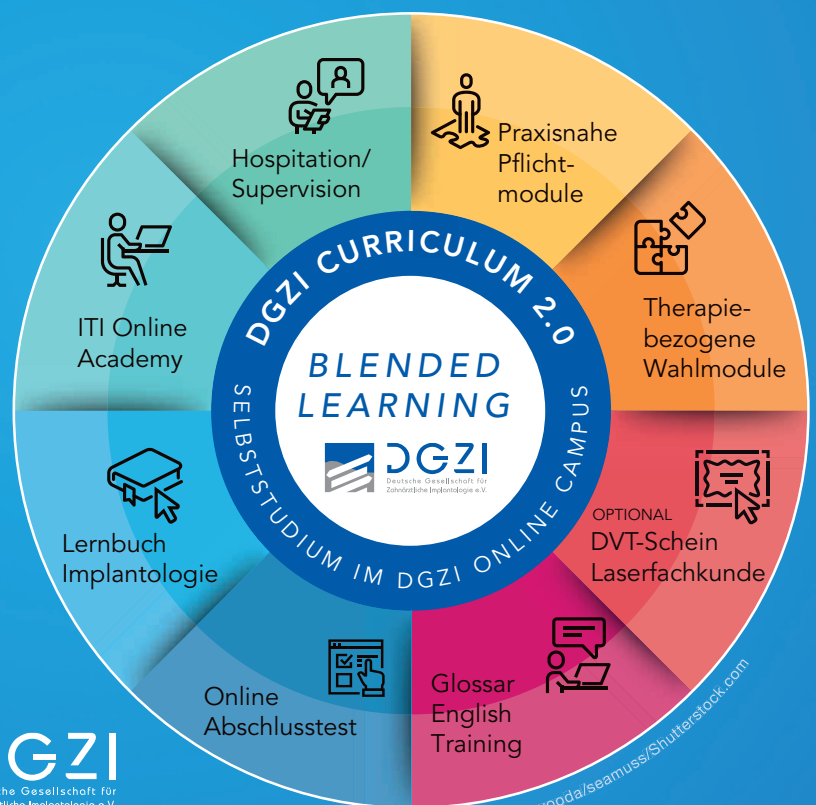 Hospitation/
Supervision
Praxisnahe
Pflicht-
module
Therapie-
bezogene
Wahlmodule
OPTIONAL
DVT-Schein
Laserfachkunde
Glossar
English
Training
Online
Abschlusstest
Lernbuch
Implantologie
ITI Online
Academy
DGZI CURRICULUM 2.0
BLENDED
LEARNING
DGZI
Deutsche Gesellschaft für
Zahnärztliche Implantologie e.V.
SELBSTSTUDIUM IM DGZI ONLINE CAMPUS
GZI
che Gesellschaft für
Implantologie e.V.
/seamuss/Shutterstock.com